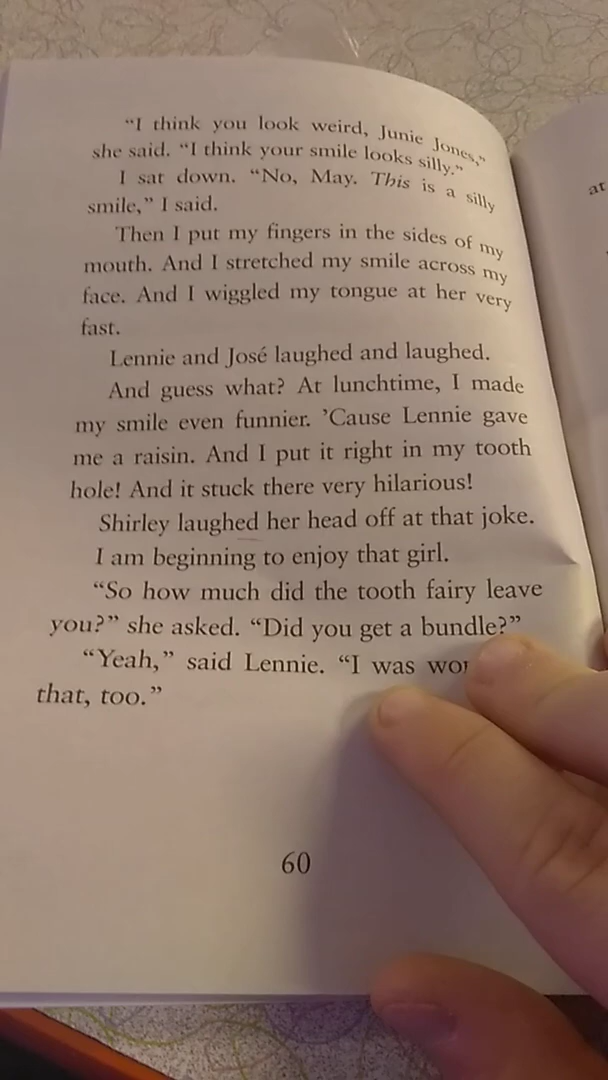 "I think you look weird, Junie Jones,"
she said. "I think your smile looks silly."
I sat down. "No, May. This is a silly
smile," I said.
Then I put my fingers in the sides of my
mouth. And I stretched my smile across my
face. And I wiggled my tongue at her very
fast.
Lennie and José laughed and laughed.
And guess what? At lunchtime, I made
my smile even funnier. 'Cause Lennie gave
me a raisin. And I put it right in my tooth
hole! And it stuck there very hilarious!
Shirley laughed her head off at that joke.
I am beginning to enjoy that girl.
"So how much did the tooth fairy leave
you?" she asked. "Did you get a bundle?"
"Yeah," said Lennie. "I was
that, too."
60
at